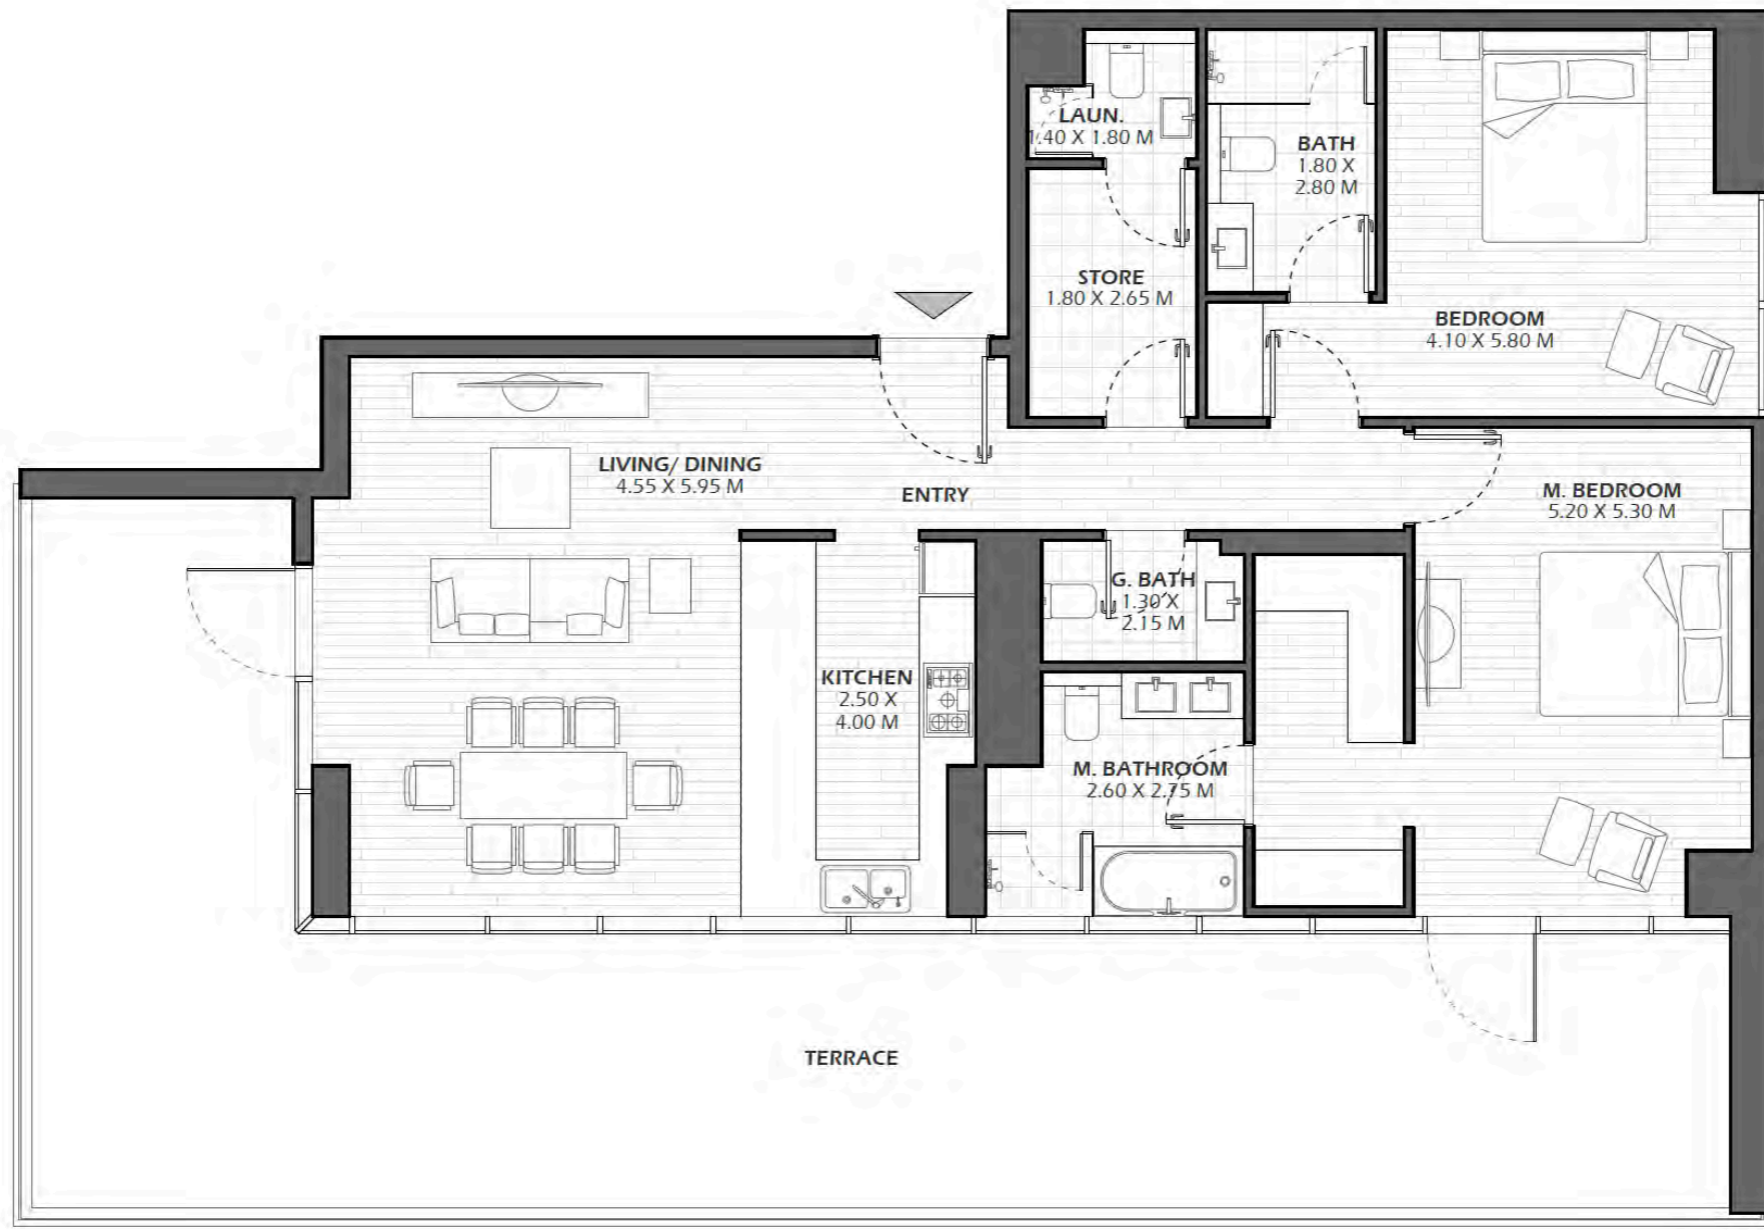 LAUN.
1.40 X 1.80 M
BATH
1.80 X
2.80 M
STORE
1.80 X 2.65 M
BEDROOM
4.10 X 5.80 M
LIVING/ DINING
4.55 X 5.95 M
ENTRY
M. BEDROOM
5.20 X 5.30 M
G. BATH
1.30 X
2.15 M
KITCHEN
2.50 X
4.00 M
M. BATHROOM
2.60 X 2.75 M
TERRACE